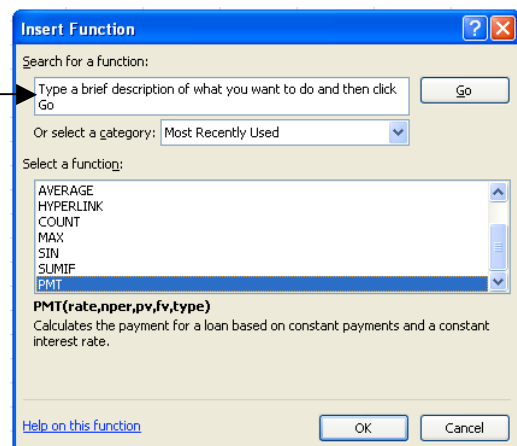 Insert Function
Search for a function:
Type a brief description of what you want to do and then click
Go
Go
Or select a category: Most Recently Used
Select a function:
AVERAGE
HYPERLINK
COUNT
MAX
SIN
SUMIF
PMT
PMT(rate,nper,pv,fv,type)
Calculates the payment for a loan based on constant payments and a constant
interest rate.
Help on this function
OK
Cancel